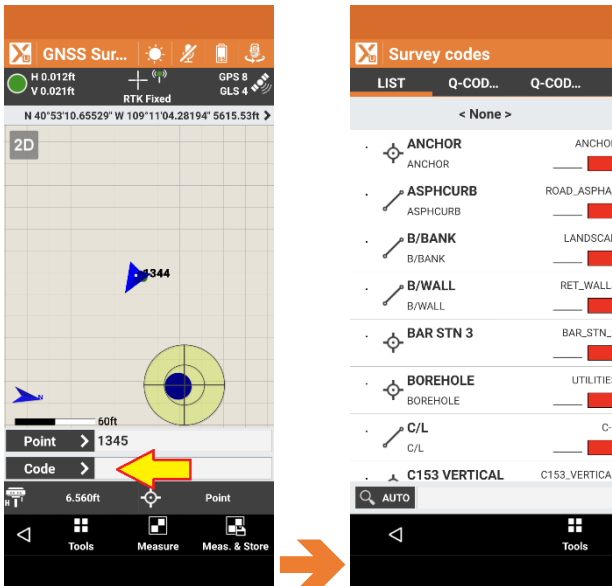 GNSS Sur...
H 0.012ft
V 0.021ft
RTK Fixed
GPS 8
GLS 4
N 40°53'10.65529" W 109°11'04.28194" 5615.53ft
2D
1344
N
60ft
Point 1345
Code
H
6.560ft
Point
Tools
Measure
Meas. & Store
Survey codes
LIST
Q-COD...
Q-COD...
< None >
ANCHOR
ANCHOR
ANCHOR
ASPHCURB
ROAD_ASPHA
ASPHCURB
B/BANK
LANDSCAP
B/BANK
B/WALL
RET_WALL
B/WALL
BAR STN 3
BAR_STN_
BOREHOLE
UTILITIES
BOREHOLE
C/L
C-
C/L
C153 VERTICAL
C153_VERTICA
AUTO
Tools